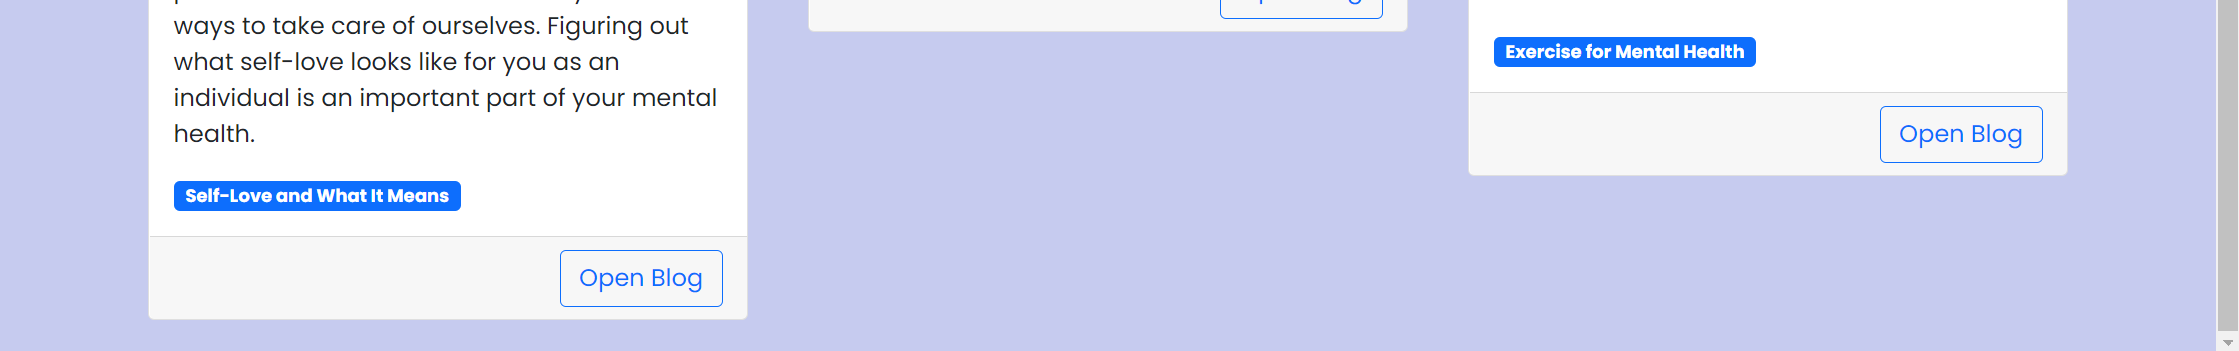 ways to take care of ourselves. Figuring out
what self-love looks like for you as an
individual is an important part of your mental
health.
Self-Love and What It Means
Open Blog
Exercise for Mental Health
Open Blog